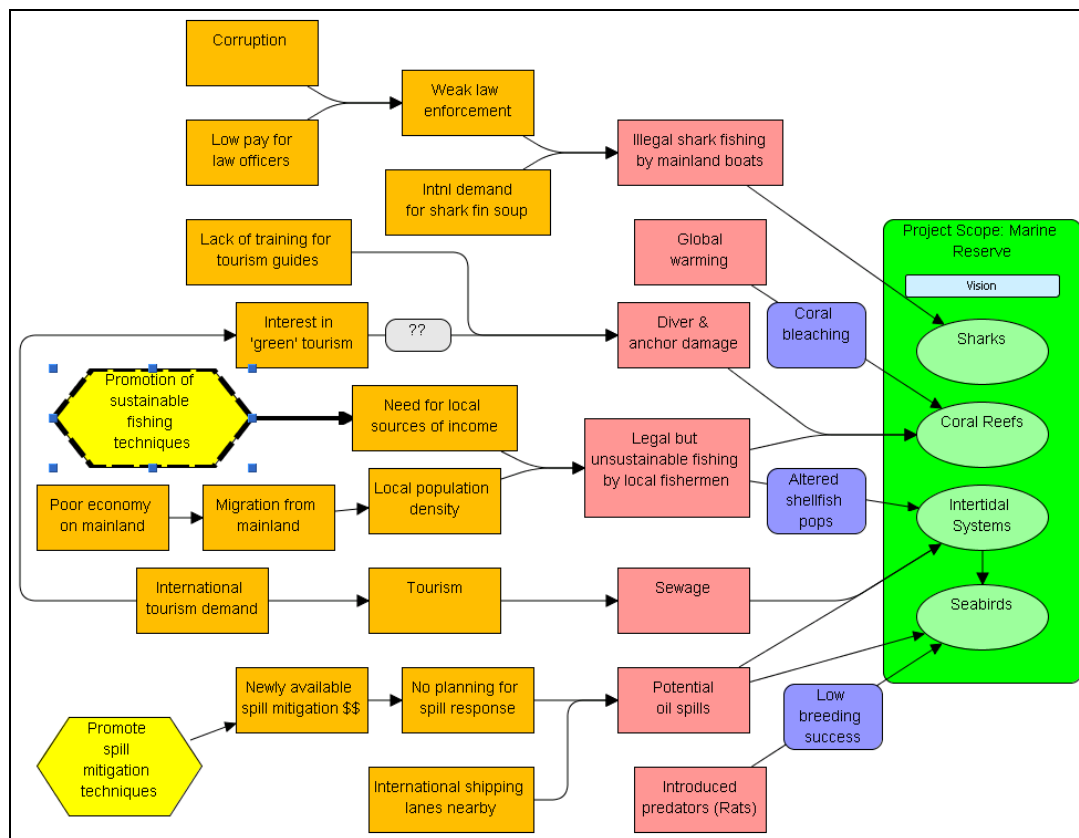 Corruption
Low pay for
law officers
Weak law
enforcement
Intnl demand
for shark fin soup
Illegal shark fishing
by mainland boats
Lack of training for
tourism guides
Global
warming
Project Scope: Marine
Reserve
Vision
Interest in
'green' tourism
??
Diver &
anchor damage
Coral
bleaching
Sharks
Promotion of
sustainable
fishing
techniques
Need for local
sources of income
Legal but
unsustainable fishing
by local fishermen
Coral Reefs
Poor economy
on mainland
Migration from
mainland
Local population
density
Altered
shellfish
pops
Intertidal
Systems
International
tourism demand
Tourism
Sewage
Seabirds
Newly available
spill mitigation $$
No planning for
spill response
Potential
oil spills
Low
breeding
success
Promote
spill
mitigation
techniques
International shipping
lanes nearby
Introduced
predators (Rats)